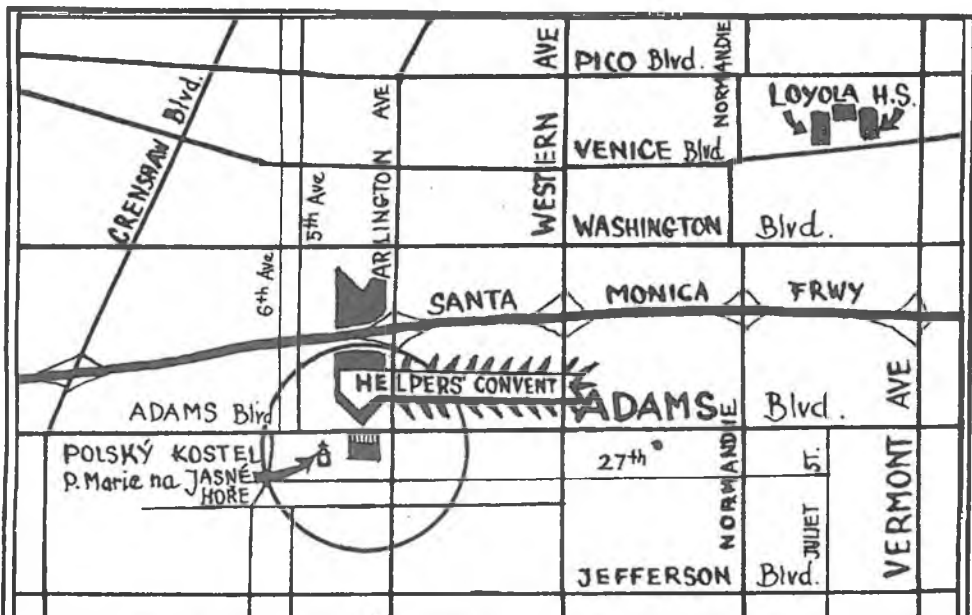 PICO Blvd.
NORMANDIE
LOYOLA H.S.
CRENSHAW Blvd.
ARLINGTON AVE
WESTERN AVE
VENICE Blvd
5th Ave
WASHINGTON Blvd.
6th Ave
SANTA MONICA FRWY
HELPERS' CONVENT
ADAMS Blvd
ADAMS Blvd.
POLSKÝ KOSTEL
P. Marie na JASNÉ
HOŘE
27th
NORMANDIE
JULIET ST.
VERMONT AVE
JEFFERSON Blvd.